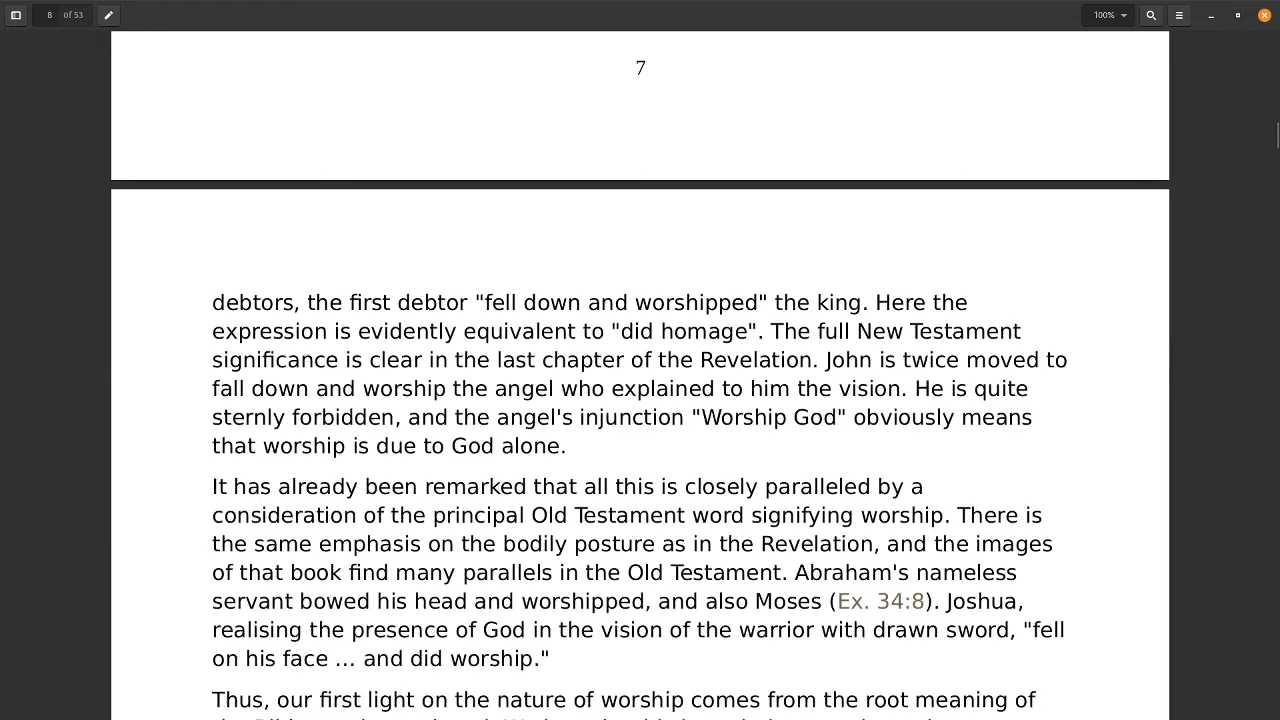 8 of 53
100%
7
debtors, the first debtor "fell down and worshipped" the king. Here the
expression is evidently equivalent to "did homage". The full New Testament
significance is clear in the last chapter of the Revelation. John is twice moved to
fall down and worship the angel who explained to him the vision. He is quite
sternly forbidden, and the angel's injunction "Worship God" obviously means
that worship is due to God alone.
It has already been remarked that all this is closely paralleled by a
consideration of the principal Old Testament word signifying worship. There is
the same emphasis on the bodily posture as in the Revelation, and the images
of that book find many parallels in the Old Testament. Abraham's nameless
servant bowed his head and worshipped, and also Moses (Ex. 34:8). Joshua,
realising the presence of God in the vision of the warrior with drawn sword, "fell
on his face ... and did worship."
Thus, our first light on the nature of worship comes from the root meaning of